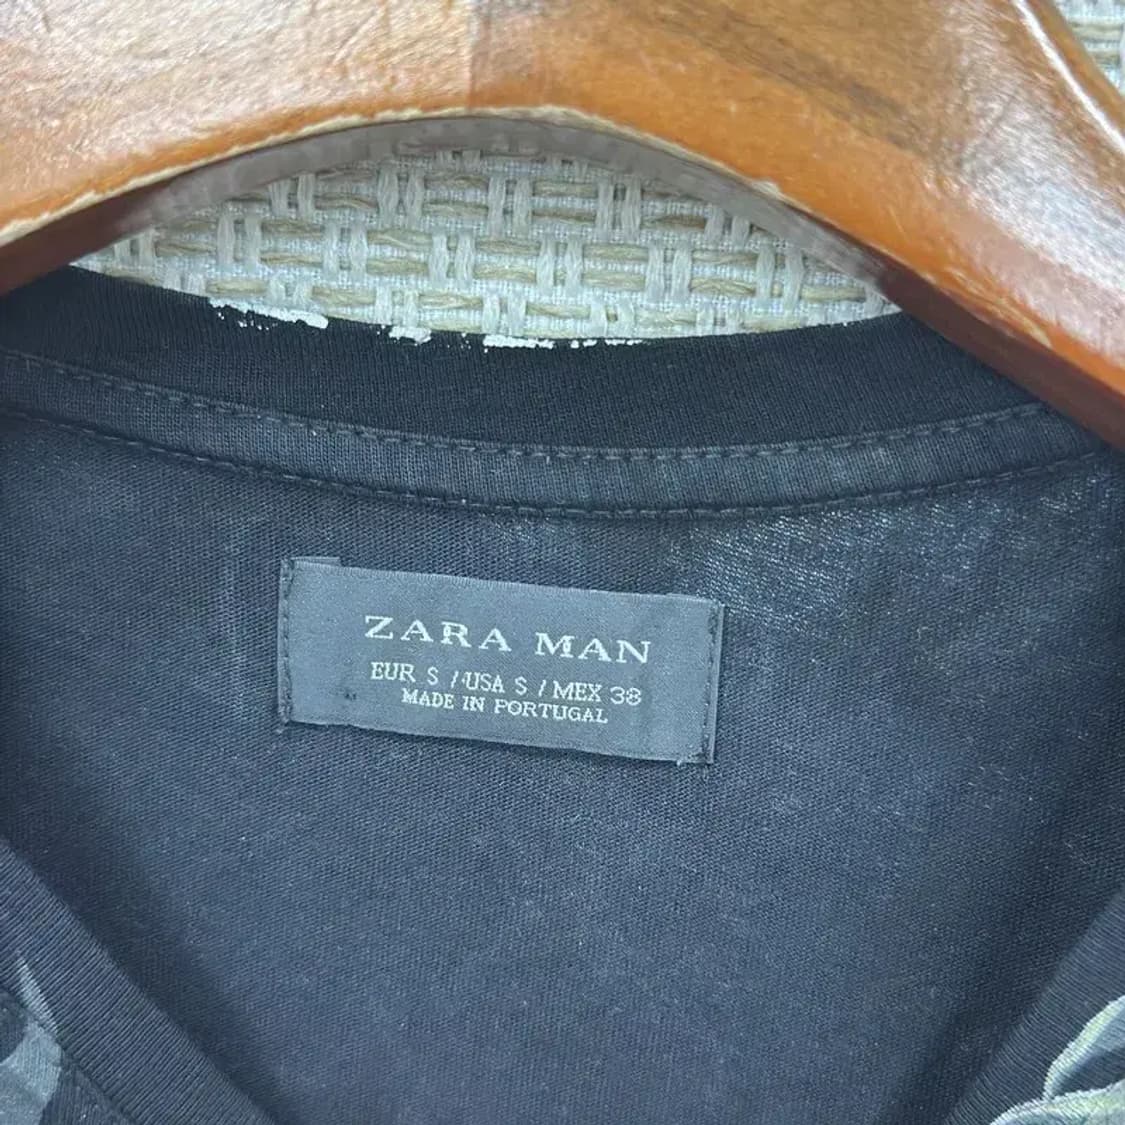 ZARA MAN
EUR S / USA S / MEX 38
MADE IN PORTUGAL